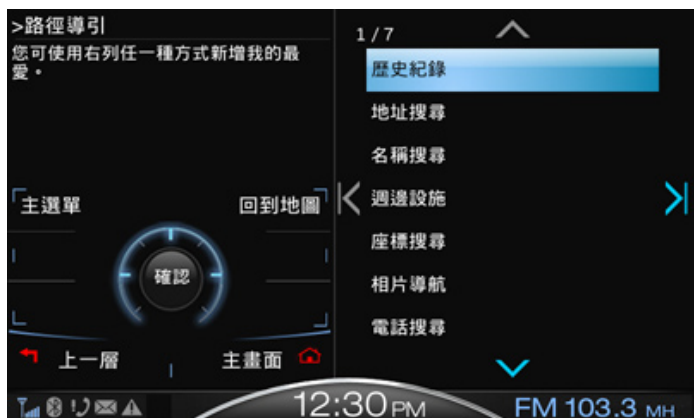 >路徑導引
您可使用右列任一種方式新增我的最
愛。
主選單
回到地圖
確認
上一層
主畫面
1/7
歷史紀錄
地址搜尋
名稱搜尋
週邊設施
座標搜尋
相片導航
電話搜尋
12:30 PM
FM 103.3 MH